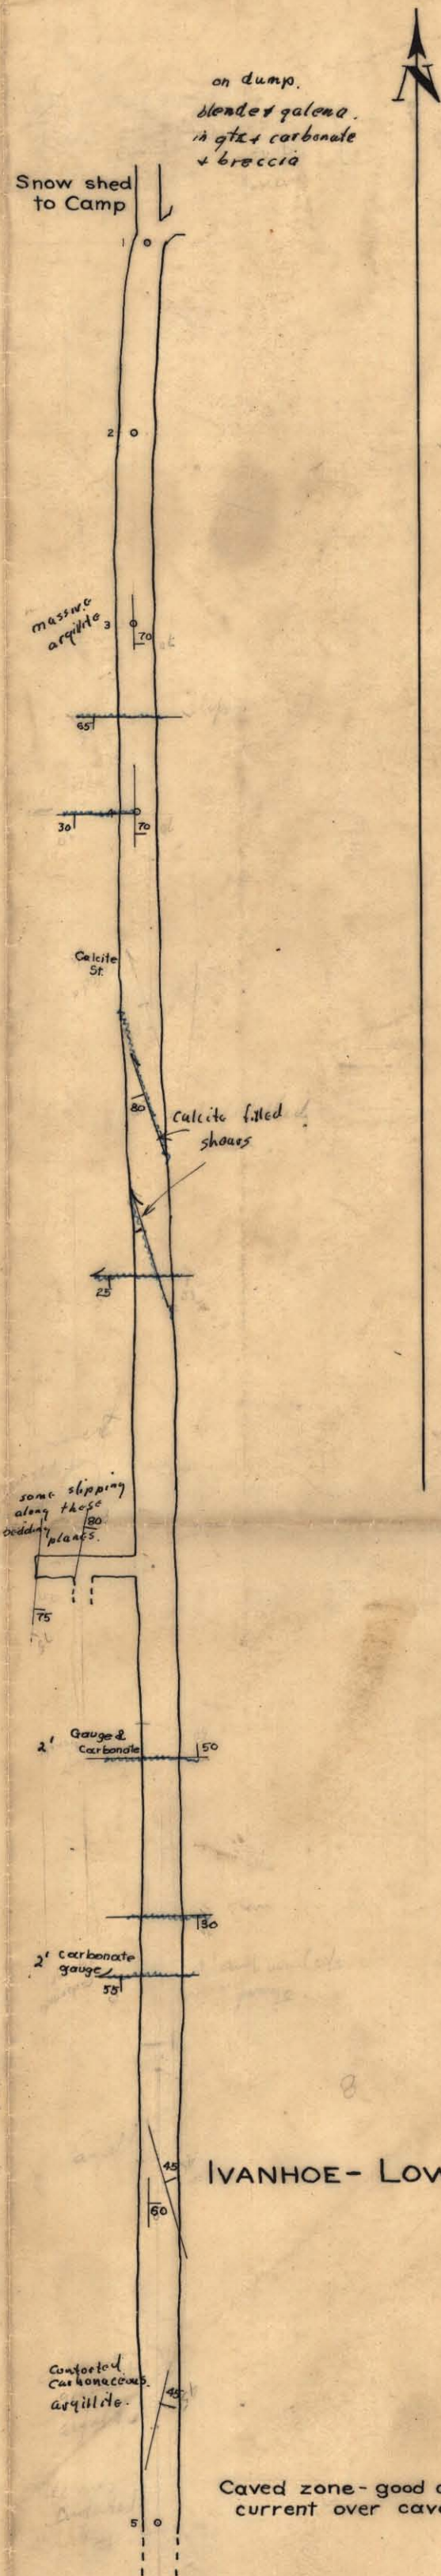 on dump.
blende & galena.
in qtz + carbonate
+ breccia
N
Snow shed
to Camp
1
2
massive
argillite
3
70
65
30
4
70
Calcite
St.
80
Calcite filled
shears
25
some slipping
along these
bedding planes.
80
75
2' Gauge &
Carbonate
50
30
2' carbonate
gauge
55
45
60
IVANHOE - LOW
Contorted
Carbonaceous.
argillite.
45
Caved zone - good
current over cav
5